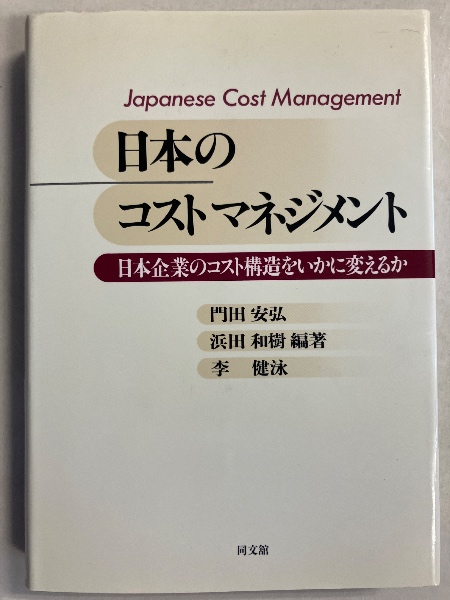 Japanese Cost Management
日本の
コストマネジメント
日本企業のコスト構造をいかに変えるか
門田 安弘
浜田 和樹 編著
李 健泳
同文舘